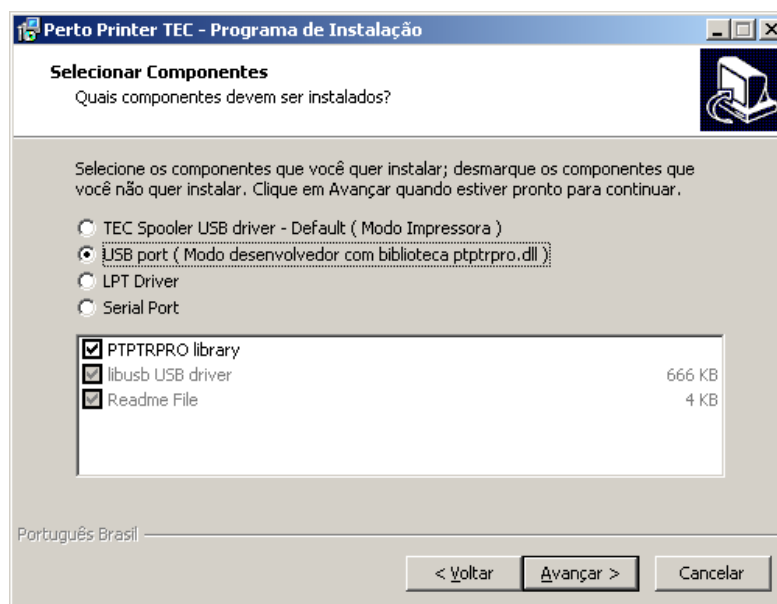 Perto Printer TEC - Programa de Instalação
Selecionar Componentes
Quais componentes devem ser instalados?
Selecione os componentes que você quer instalar; desmarque os componentes que
você não quer instalar. Clique em Avançar quando estiver pronto para continuar.
TEC Spooler USB driver - Default ( Modo Impressora )
USB port ( Modo desenvolvedor com biblioteca ptptrpro.dll )
LPT Driver
Serial Port
PTPTRPRO library
libusb USB driver 666 KB
Readme File 4 KB
Português Brasil
< Voltar Avançar > Cancelar